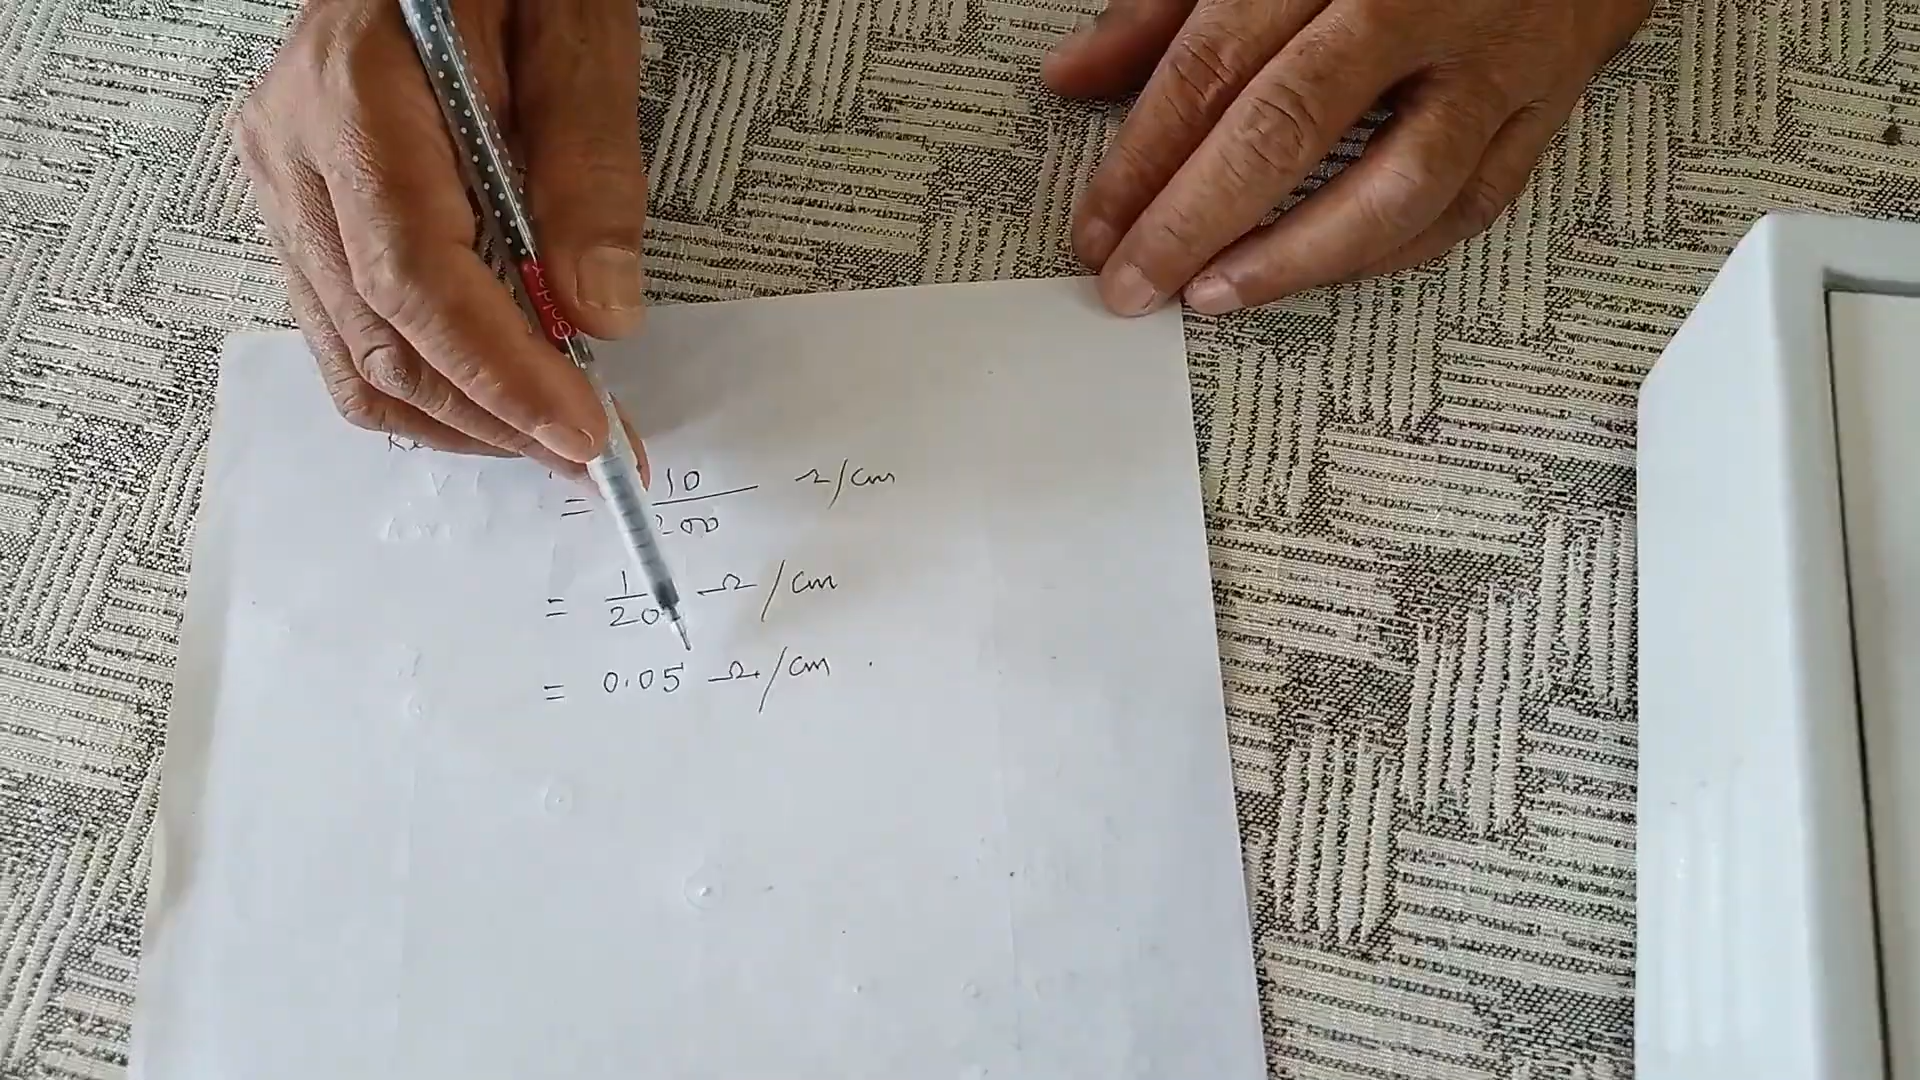 = 10/200 Ω/cm
= 1/20 Ω/cm
= 0.05 Ω/cm .